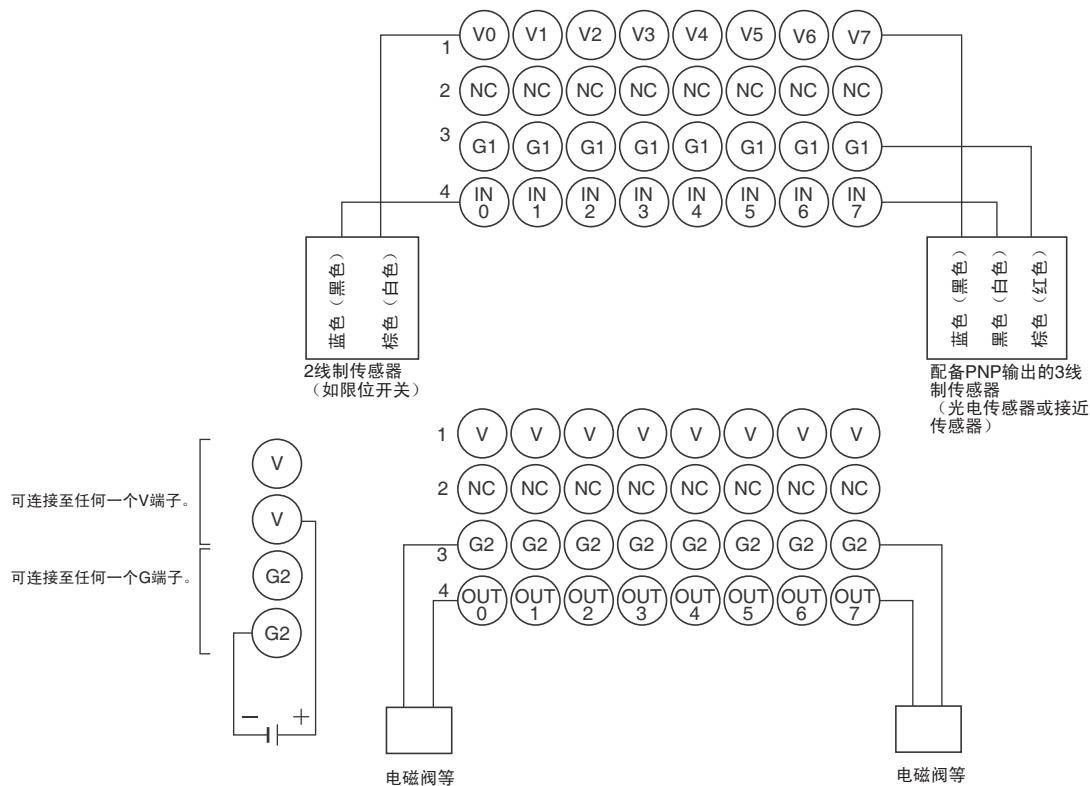 1 V0 V1 V2 V3 V4 V5 V6 V7
2 NC NC NC NC NC NC NC NC
3 G1 G1 G1 G1 G1 G1 G1 G1
4 IN 0 IN 1 IN 2 IN 3 IN 4 IN 5 IN 6 IN 7
蓝色（黑色）
棕色（白色）
2线制传感器
（如限位开关）
蓝色（黑色）
黑色（白色）
棕色（红色）
配备PNP输出的3线
制传感器
（光电传感器或接近
传感器）
可连接至任何一个V端子。
V
V
可连接至任何一个G端子。
G2
G2
− +
1 V V V V V V V V
2 NC NC NC NC NC NC NC NC
3 G2 G2 G2 G2 G2 G2 G2 G2
4 OUT 0 OUT 1 OUT 2 OUT 3 OUT 4 OUT 5 OUT 6 OUT 7
电磁阀等
电磁阀等